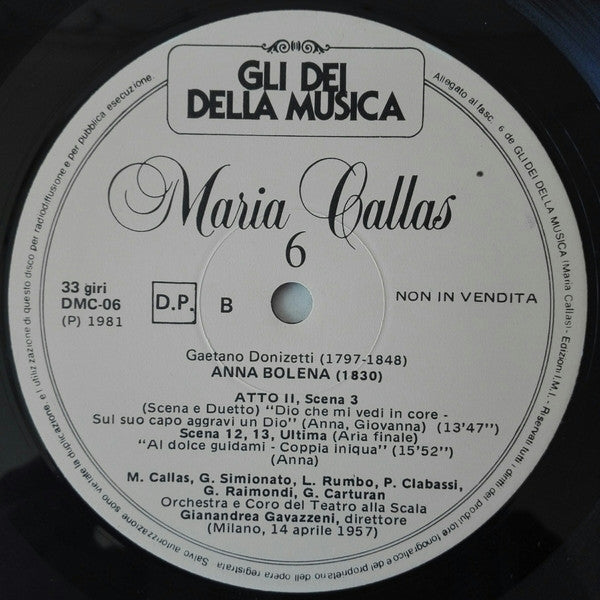 GLI DEI
DELLA MUSICA
Maria Callas
6
33 giri
DMC-06
(P) 1981
D.P.
B
NON IN VENDITA
Gaetano Donizetti (1797-1848)
ANNA BOLENA (1830)
ATTO II, Scena 3
(Scena e Duetto) “Dio che mi vedi in core -
Sul suo capo aggravi un Dio” (Anna, Giovanna) (13'47”)
Scena 12, 13, Ultima (Aria finale)
“Al dolce guidami - Coppia iniqua” (15'52”)
(Anna)
M. Callas, G. Simionato, L. Rumbo, P. Clabassi,
G. Raimondi, G. Carturan
Orchestra e Coro del Teatro alla Scala
Gianandrea Gavazzeni, direttore
(Milano, 14 aprile 1957)
Allegato al fasc. 6 de GLI DEI DELLA MUSICA (Maria Callas) - Edizioni I.M.I. - Riservati tutti i diritti del produttore fonografico e del proprietario dell'opera registrata
Salvo autorizzazione sono vietate la duplicazione e l'utilizzazione di questo disco per radiodiffusione e per pubblica esecuzione.